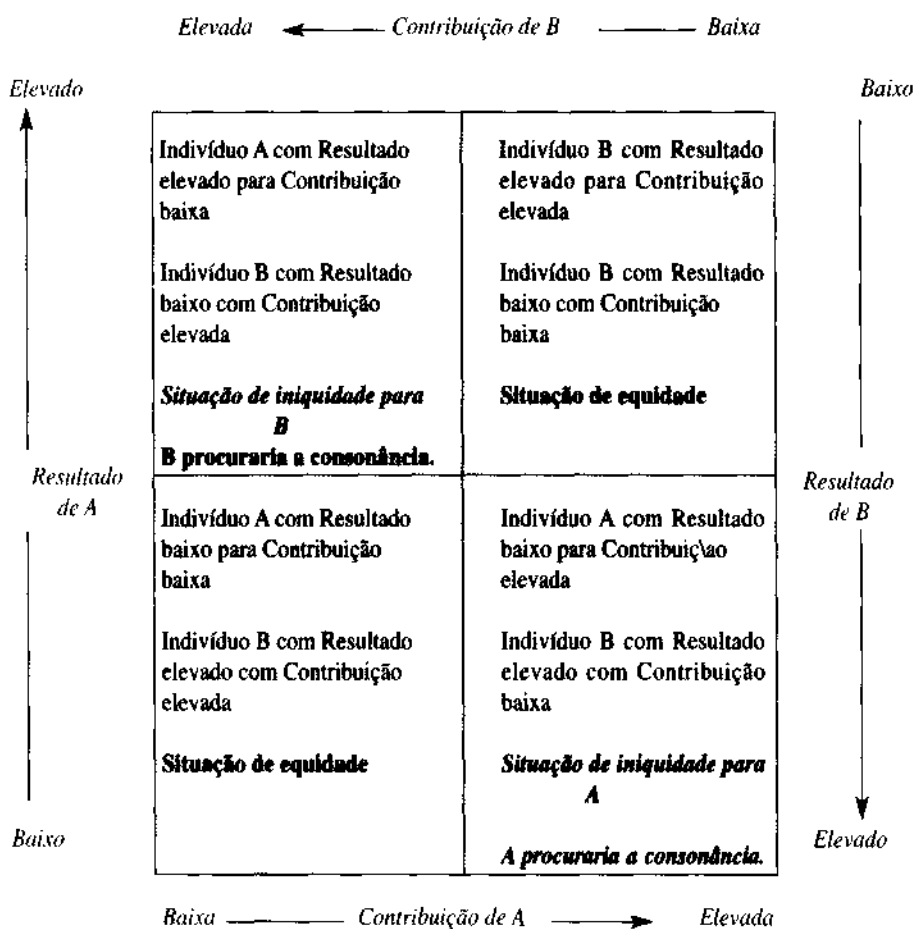 Elevada Contribuição de B Baixa
Elevado
Baixo
Indivíduo A com Resultado
elevado para Contribuição
baixa
Indivíduo B com Resultado
baixo com Contribuição
elevada
Situação de iniquidade para
B
B procuraria a consonância.
Indivíduo B com Resultado
elevado para Contribuição
elevada
Indivíduo B com Resultado
baixo com Contribuição
baixa
Situação de equidade
Resultado
de A
Resultado
de B
Indivíduo A com Resultado
baixo para Contribuição
baixa
Indivíduo B com Resultado
elevado com Contribuição
elevada
Situação de equidade
Indivíduo A com Resultado
baixo para Contribuiç\ao
elevada
Indivíduo B com Resultado
elevado com Contribuição
baixa
Situação de iniquidade para
A
A procuraria a consonância.
Baixo
Elevado
Baixa Contribuição de A Elevada